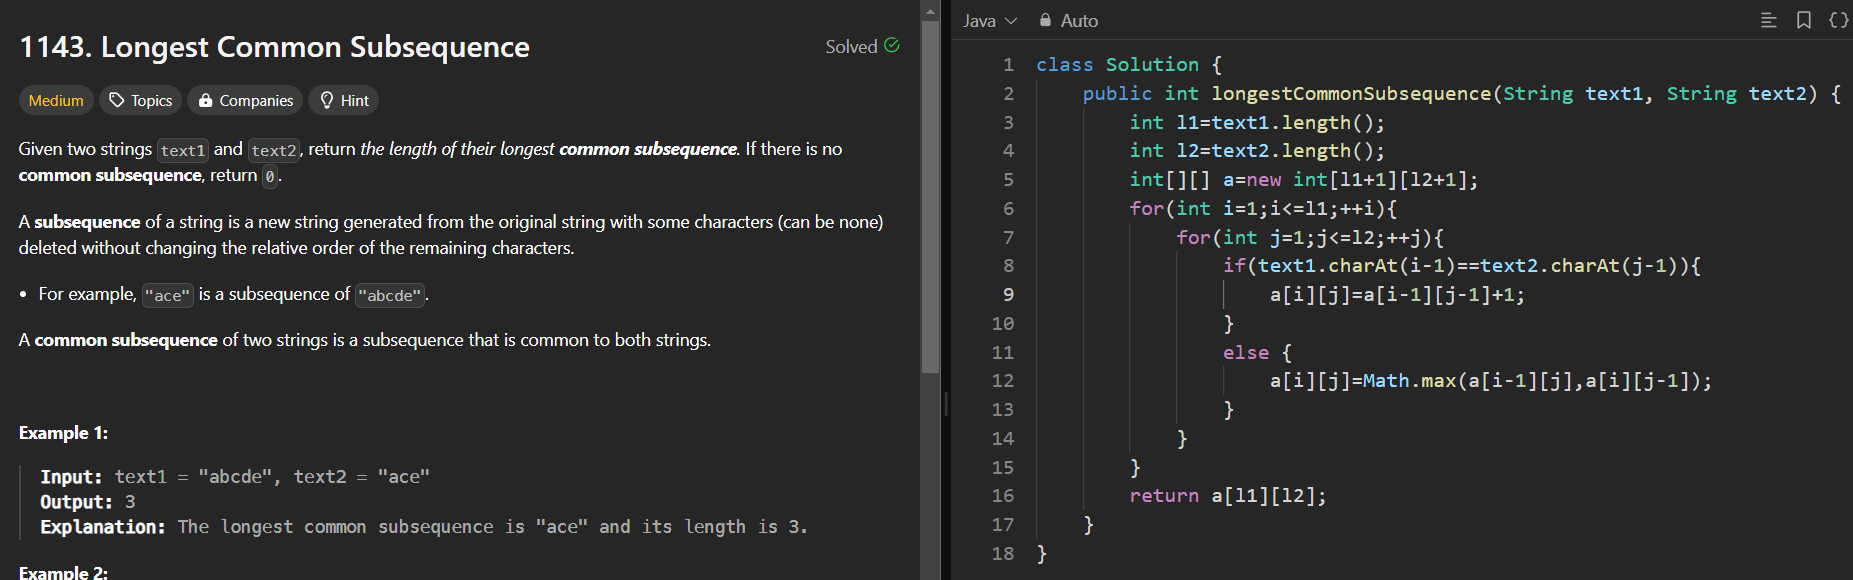 1143. Longest Common Subsequence
Solved
Medium Topics Companies Hint
Given two strings text1 and text2, return the length of their longest common subsequence. If there is no
common subsequence, return 0.
A subsequence of a string is a new string generated from the original string with some characters (can be none)
deleted without changing the relative order of the remaining characters.
• For example, "ace" is a subsequence of "abcde".
A common subsequence of two strings is a subsequence that is common to both strings.
Example 1:
Input: text1 = "abcde", text2 = "ace"
Output: 3
Explanation: The longest common subsequence is "ace" and its length is 3.
Example 2:
Java Auto
1 class Solution {
2 public int longestCommonSubsequence(String text1, String text2) {
3 int l1=text1.length();
4 int l2=text2.length();
5 int[][] a=new int[l1+1][l2+1];
6 for(int i=1;i<=l1;++i){
7 for(int j=1;j<=l2;++j){
8 if(text1.charAt(i-1)==text2.charAt(j-1)){
9 a[i][j]=a[i-1][j-1]+1;
10 }
11 else {
12 a[i][j]=Math.max(a[i-1][j],a[i][j-1]);
13 }
14 }
15 }
16 return a[l1][l2];
17 }
18 }